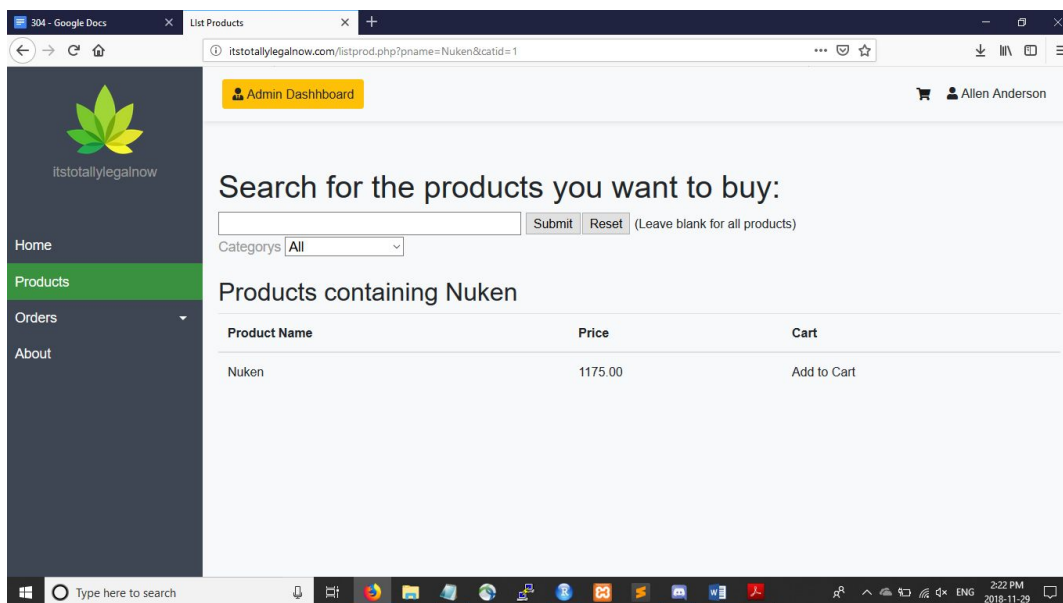 304 - Google Docs
List Products
itstotallylegalnow.com/listprod.php?pname=Nuken&catid=1
Admin Dashhboard
Allen Anderson
itstotallylegalnow
Search for the products you want to buy:
Submit Reset (Leave blank for all products)
Categorys All
Home
Products
Orders
About
Products containing Nuken
Product Name Price Cart
Nuken 1175.00 Add to Cart
Type here to search
ENG
2:22 PM
2018-11-29